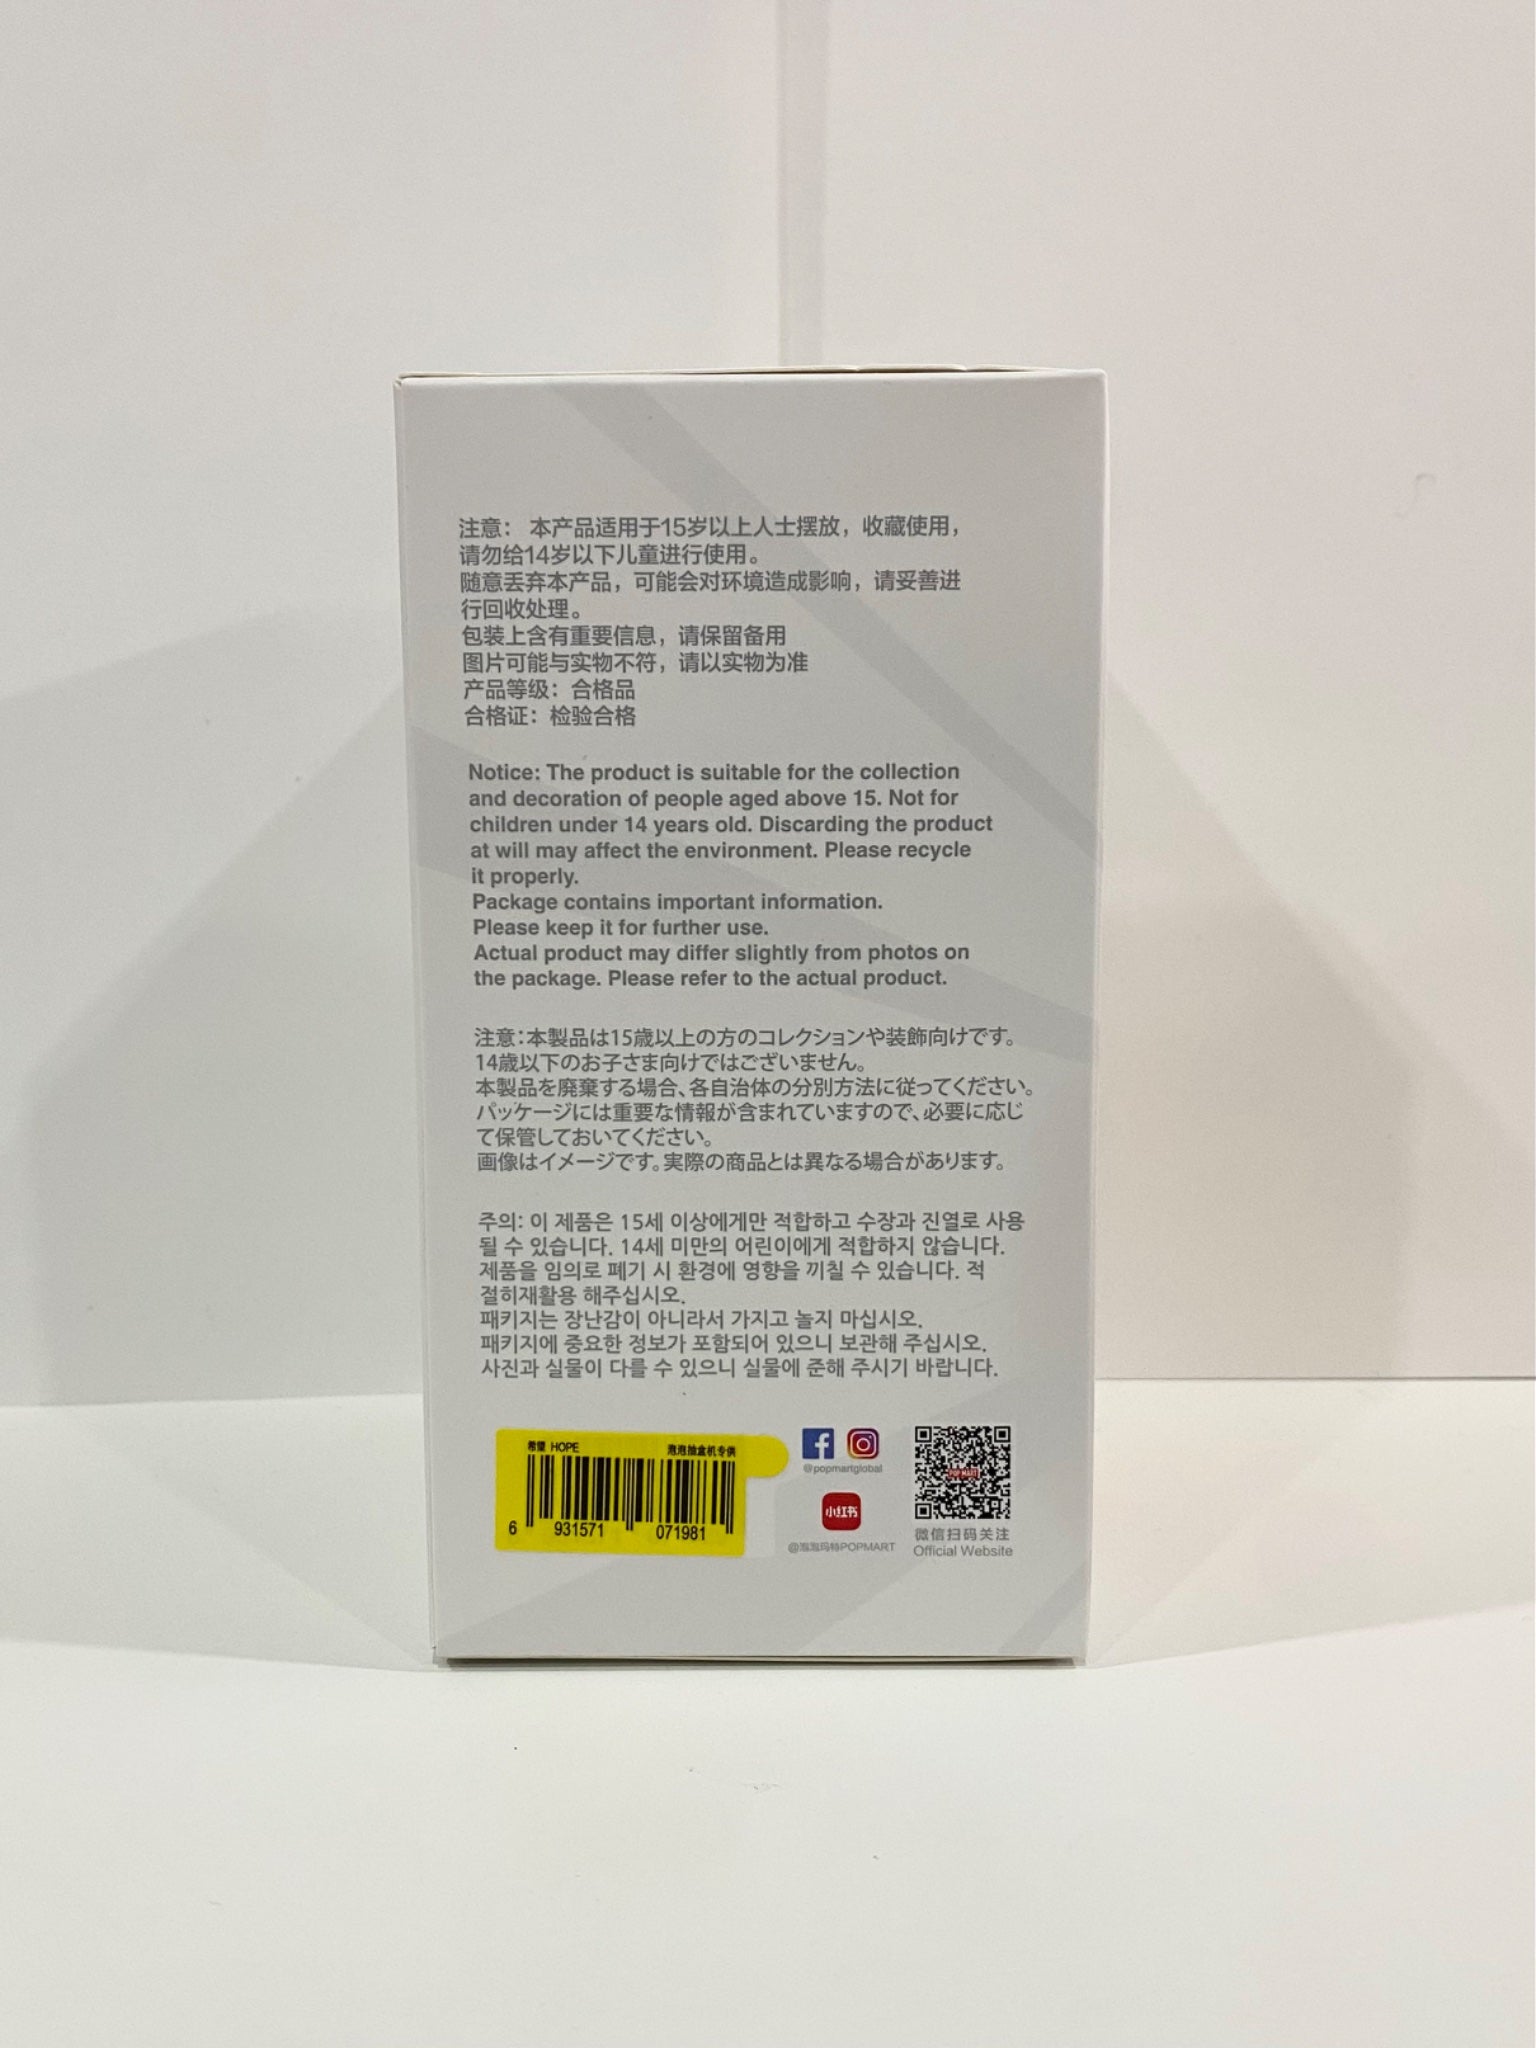 注意： 本产品适用于15岁以上人士摆放，收藏使用，
请勿给14岁以下儿童进行使用。
随意丢弃本产品，可能会对环境造成影响，请妥善进
行回收处理。
包装上含有重要信息，请保留备用
图片可能与实物不符，请以实物为准
产品等级：合格品
合格证：检验合格
Notice: The product is suitable for the collection
and decoration of people aged above 15. Not for
children under 14 years old. Discarding the product
at will may affect the environment. Please recycle
it properly.
Package contains important information.
Please keep it for further use.
Actual product may differ slightly from photos on
the package. Please refer to the actual product.
注意：本製品は15歳以上の方のコレクションや装飾向けです。
14歳以下のお子さま向けではございません。
本製品を廃棄する場合、各自治体の分別方法に従ってください。
パッケージには重要な情報が含まれていますので、必要に応じ
て保管しておいてください。
画像はイメージです。実際の商品とは異なる場合があります。
주의: 이 제품은 15세 이상에게만 적합하고 수장과 진열로 사용
될 수 있습니다. 14세 미만의 어린이에게 적합하지 않습니다.
제품을 임의로 폐기 시 환경에 영향을 끼칠 수 있습니다. 적
절히재활용 해주십시오.
패키지는 장난감이 아니라서 가지고 놀지 마십시오.
패키지에 중요한 정보가 포함되어 있으니 보관해 주십시오.
사진과 실물이 다를 수 있으니 실물에 준해 주시기 바랍니다.
希望 HOPE 泡泡抽盒机专供
6 931571 071981
@popmartglobal
小红书
@泡泡玛特POPMART
POP MART
微信扫码关注
Official Website